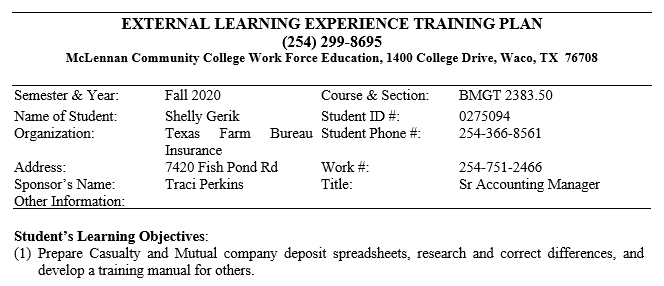 EXTERNAL LEARNING EXPERIENCE TRAINING PLAN
(254) 299-8695
McLennan Community College Work Force Education, 1400 College Drive, Waco, TX 76708
Semester & Year: Fall 2020 Course & Section: BMGT 2383.50
Name of Student: Shelly Gerik Student ID #: 0275094
Organization: Texas Farm Bureau Student Phone #: 254-366-8561
Insurance
Address: 7420 Fish Pond Rd Work #: 254-751-2466
Sponsor's Name: Traci Perkins Title: Sr Accounting Manager
Other Information:
Student's Learning Objectives:
(1) Prepare Casualty and Mutual company deposit spreadsheets, research and correct differences, and
develop a training manual for others.